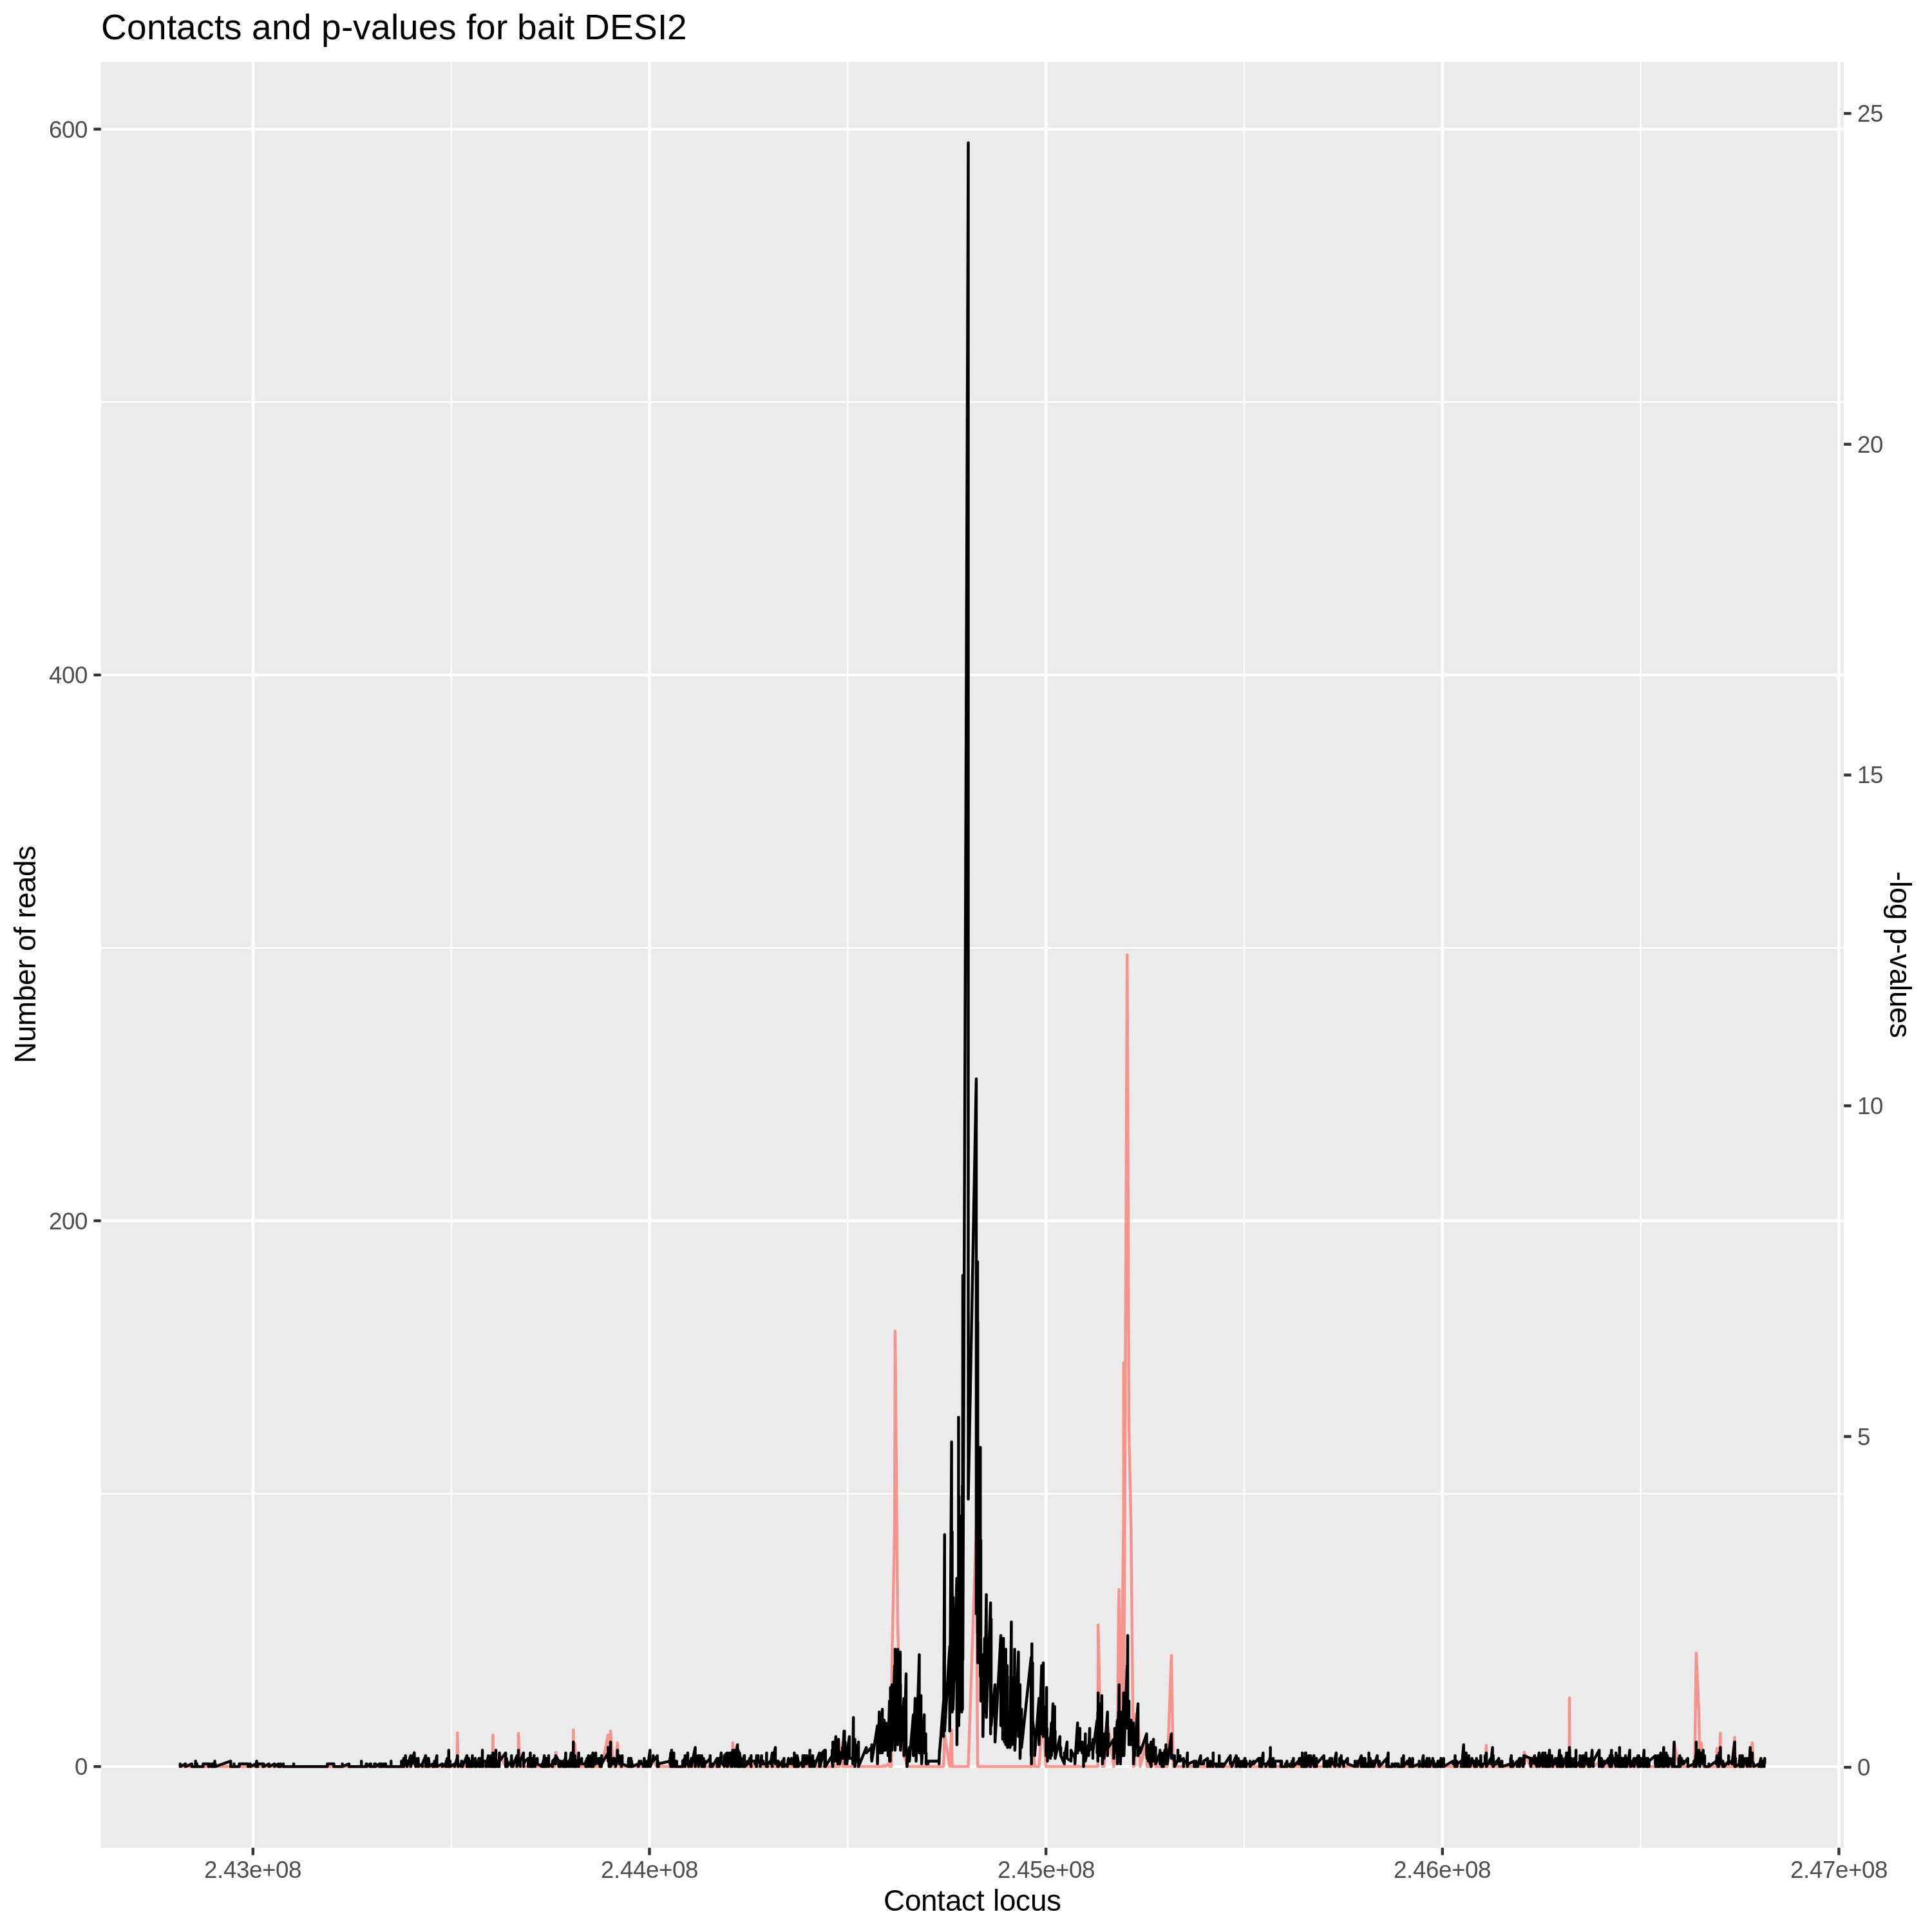 Contacts and p-values for bait DESI2
600
400
200
0
Number of reads
25
20
15
10
5
0
-log p-values
2.43e+08
2.44e+08
2.45e+08
2.46e+08
2.47e+08
Contact locus